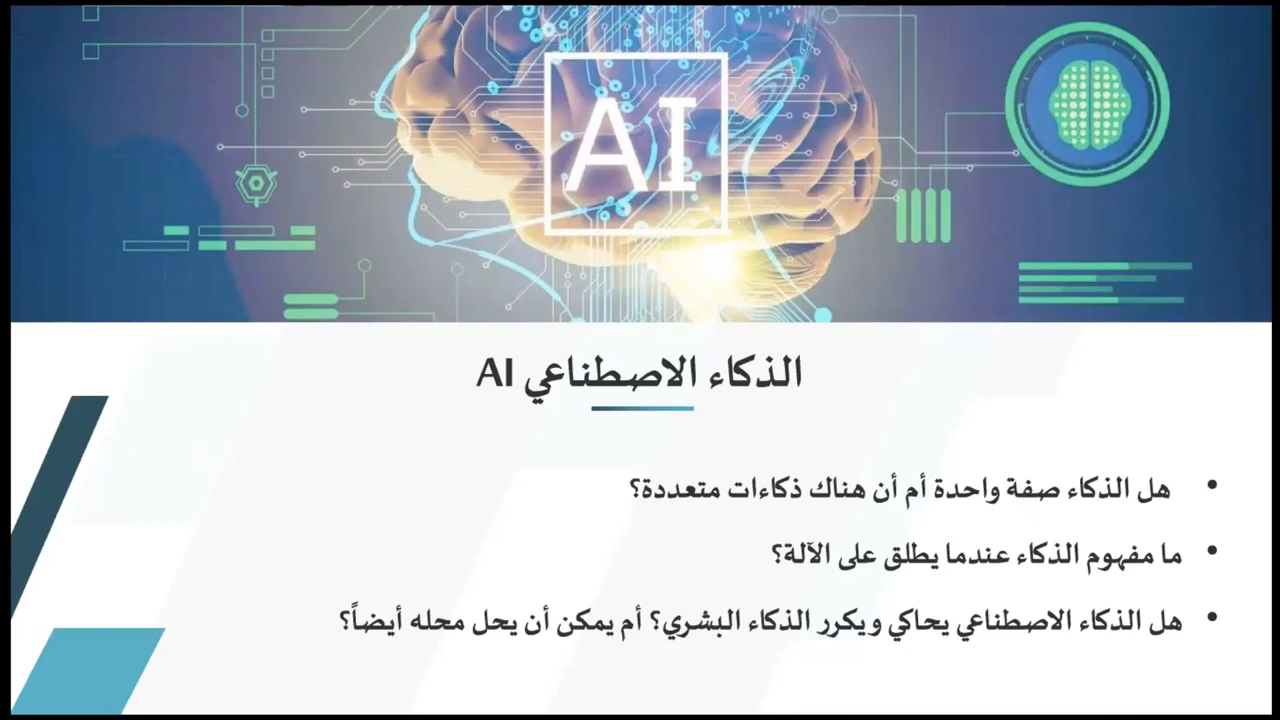 AI
الذكاء الاصطناعي AI
• هل الذكاء صفة واحدة أم أن هناك ذكاءات متعددة؟
• ما مفهوم الذكاء عندما يطلق على الآلة؟
• هل الذكاء الاصطناعي يحاكي ويكرر الذكاء البشري؟ أم يمكن أن يحل محله أيضاً؟